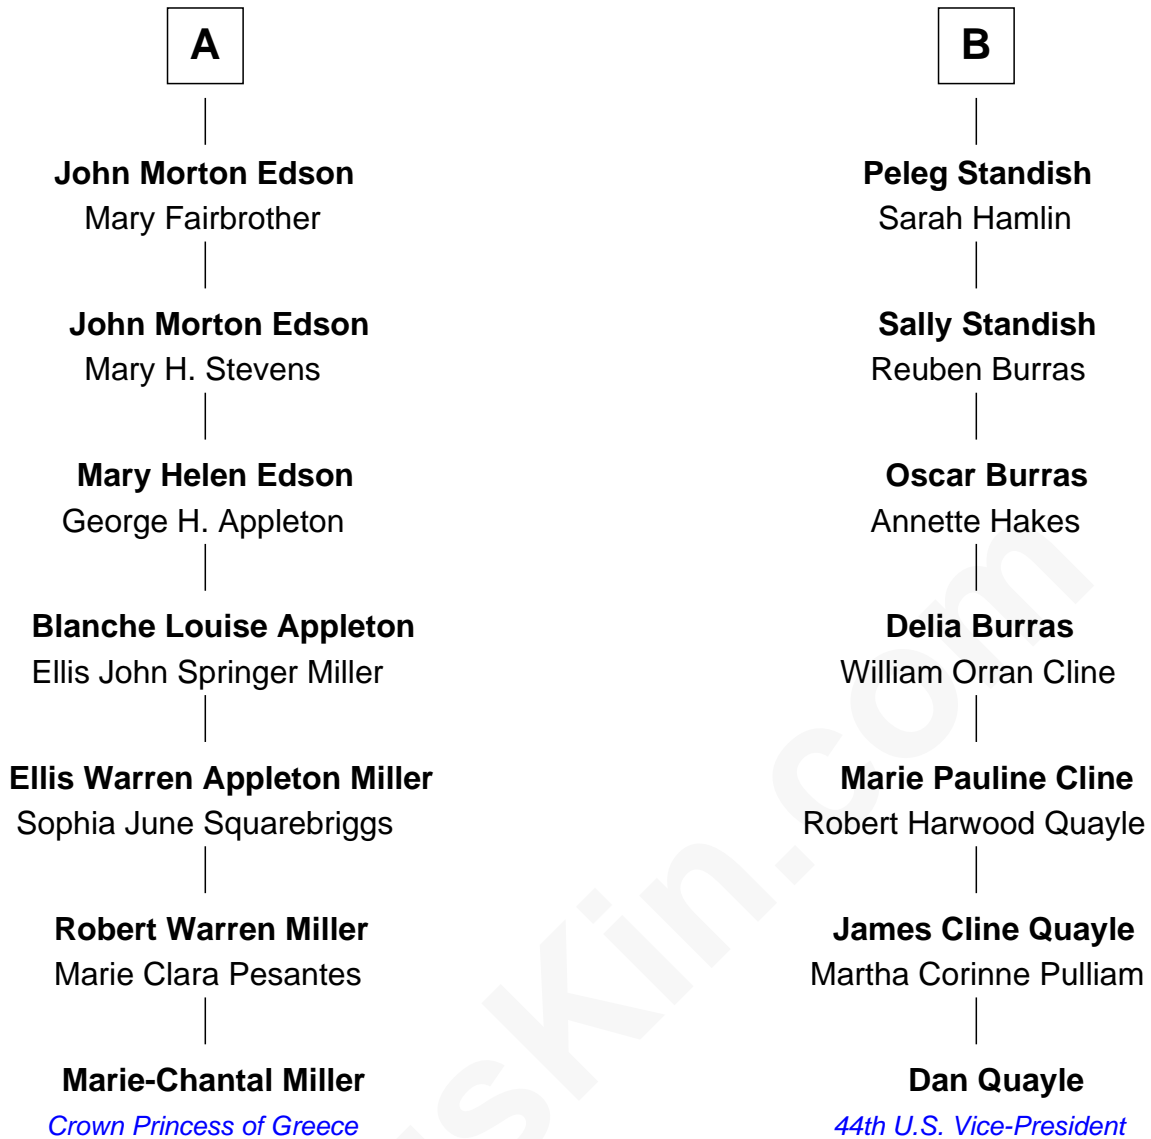 A
John Morton Edson
Mary Fairbrother
John Morton Edson
Mary H. Stevens
Mary Helen Edson
George H. Appleton
Blanche Louise Appleton
Ellis John Springer Miller
Ellis Warren Appleton Miller
Sophia June Squarebriggs
Robert Warren Miller
Marie Clara Pesantes
Marie-Chantal Miller
Crown Princess of Greece
B
Peleg Standish
Sarah Hamlin
Sally Standish
Reuben Burras
Oscar Burras
Annette Hakes
Delia Burras
William Orran Cline
Marie Pauline Cline
Robert Harwood Quayle
James Cline Quayle
Martha Corinne Pulliam
Dan Quayle
44th U.S. Vice-President
sKin.com